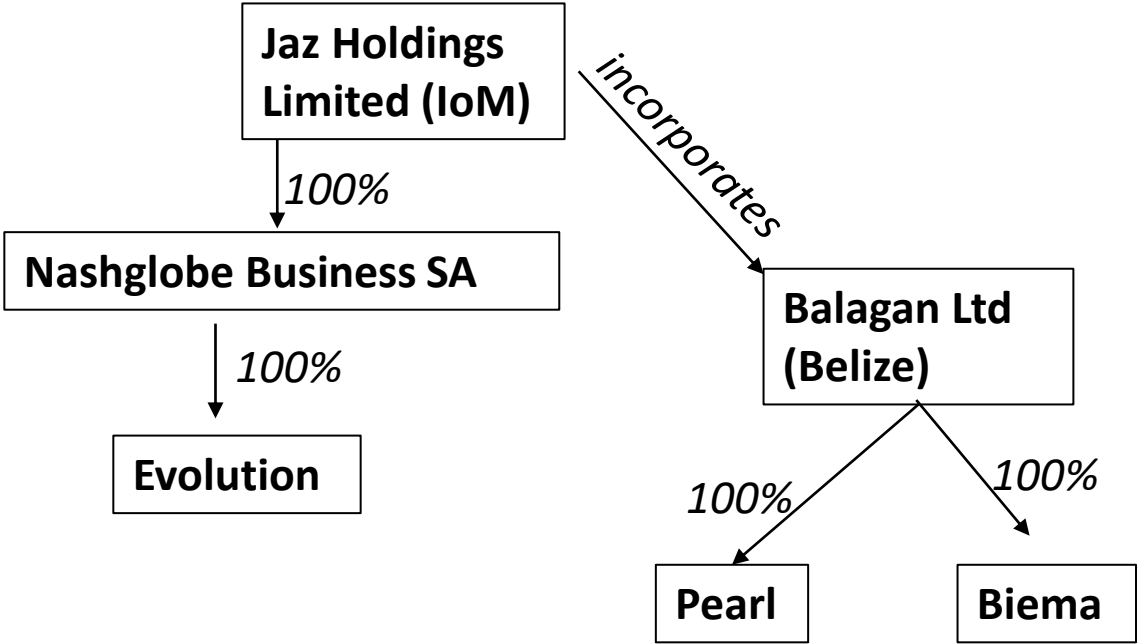 Jaz Holdings
Limited (IoM)
incorporates
100%
Nashglobe Business SA
Balagan Ltd
(Belize)
100%
Evolution
100%
100%
Pearl
Biema